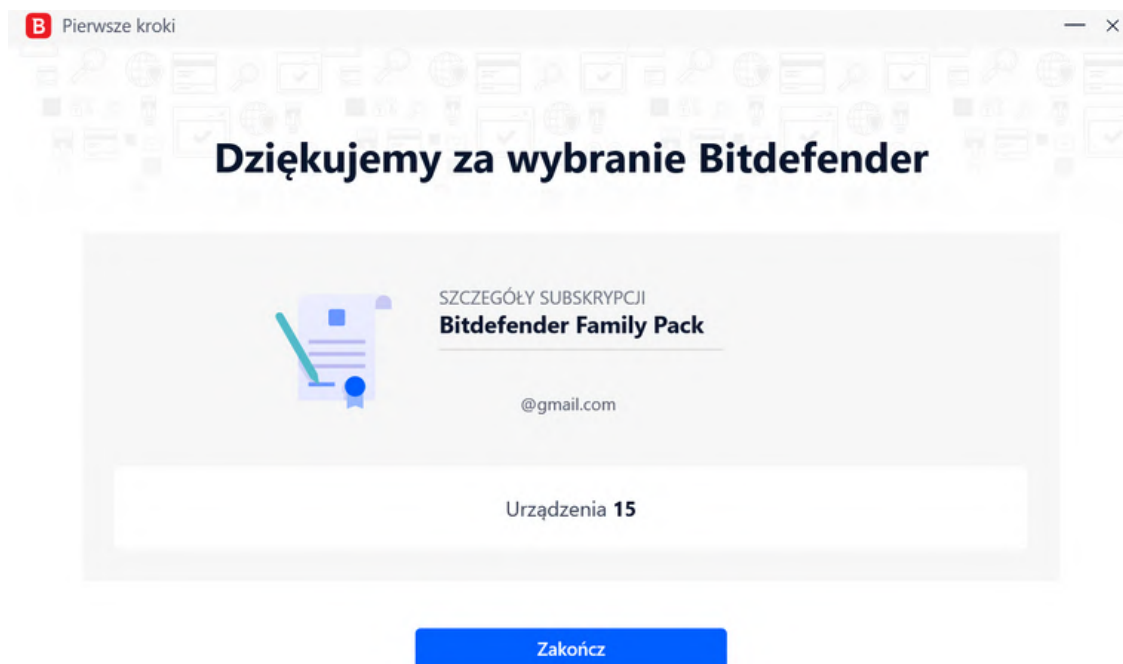 B Pierwsze kroki
Dziękujemy za wybranie Bitdefender
SZCZEGÓŁY SUBSKRYPCJI
Bitdefender Family Pack
@gmail.com
Urządzenia 15
Zakończ